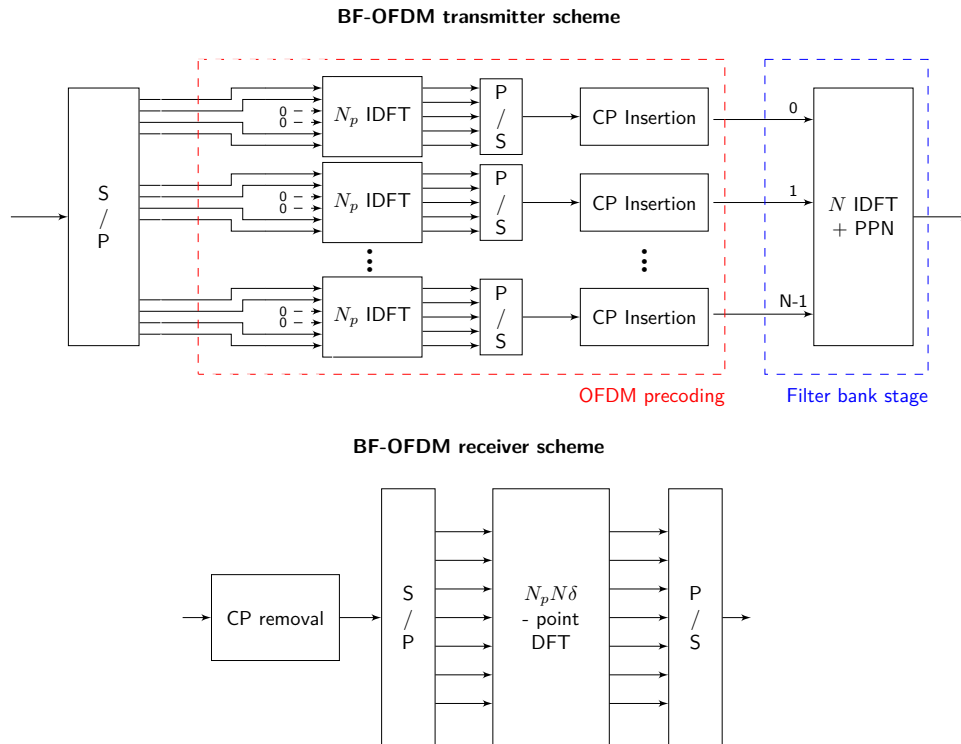 BF-OFDM transmitter scheme
S
/
P
0
0
N_p IDFT
P
/
S
CP Insertion
0
0
0
N_p IDFT
P
/
S
CP Insertion
1
0
0
N_p IDFT
P
/
S
CP Insertion
N-1
N IDFT
+ PPN
OFDM precoding
Filter bank stage
BF-OFDM receiver scheme
CP removal
S
/
P
N_pNδ
- point
DFT
P
/
S